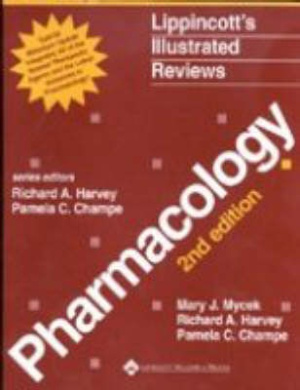 Lippincott's
Illustrated
Reviews
series editors
Richard A. Harvey
Pamela C. Champe
Pharmacology
2nd edition
Mary J. Mycek
Richard A. Harvey
Pamela C. Champe